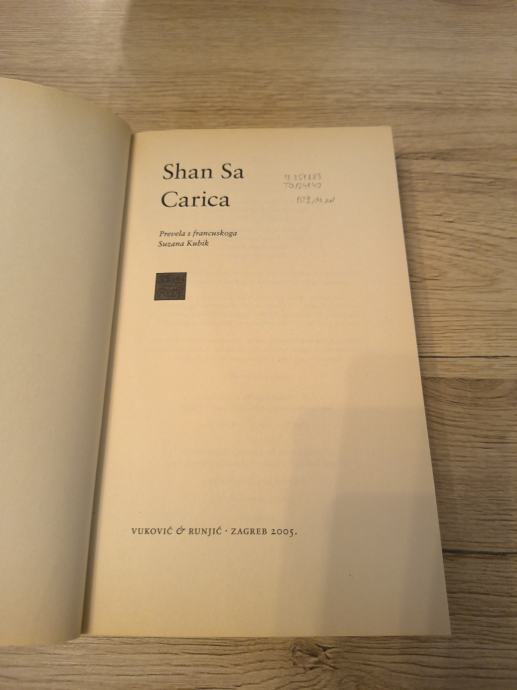 Shan Sa
Carica
Prevela s francuskoga
Suzana Kubik
VUKOVIĆ & RUNJIĆ · ZAGREB 2005.